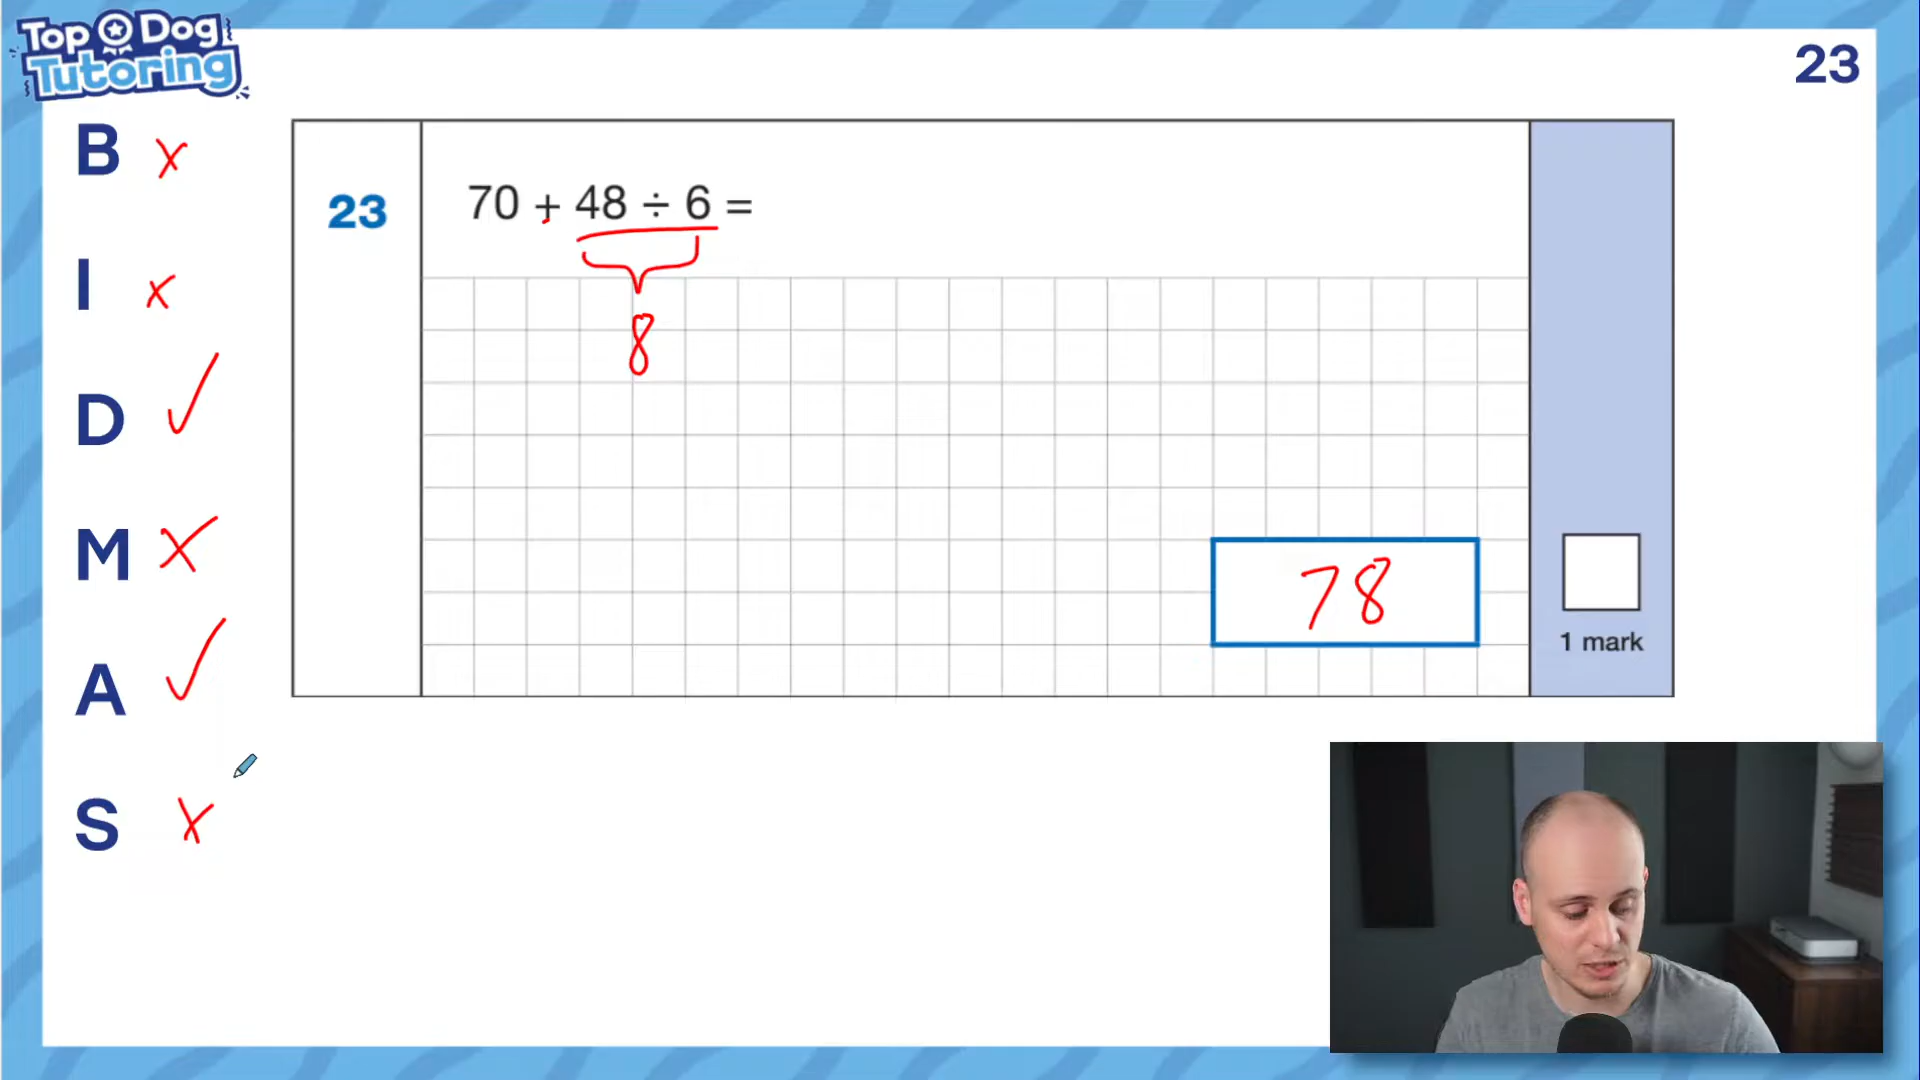 Top Dog
Tutoring
23
B x
I x
D ✓
M x
A ✓
S x
23
70 + 48 ÷ 6 =
8
78
1 mark